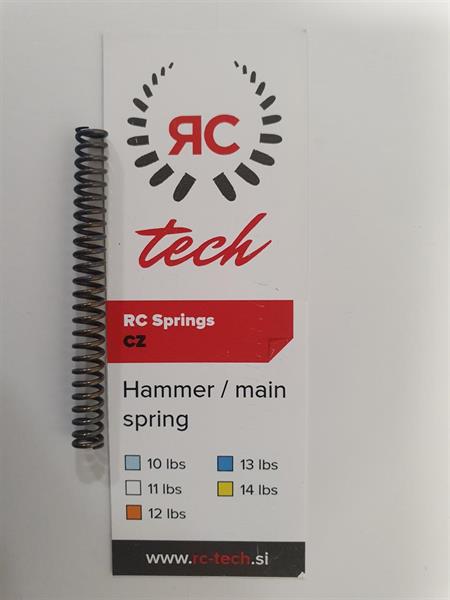 RC
tech
RC Springs
CZ
Hammer / main
spring
10 lbs
13 lbs
11 lbs
14 lbs
12 lbs
www.rc-tech.si